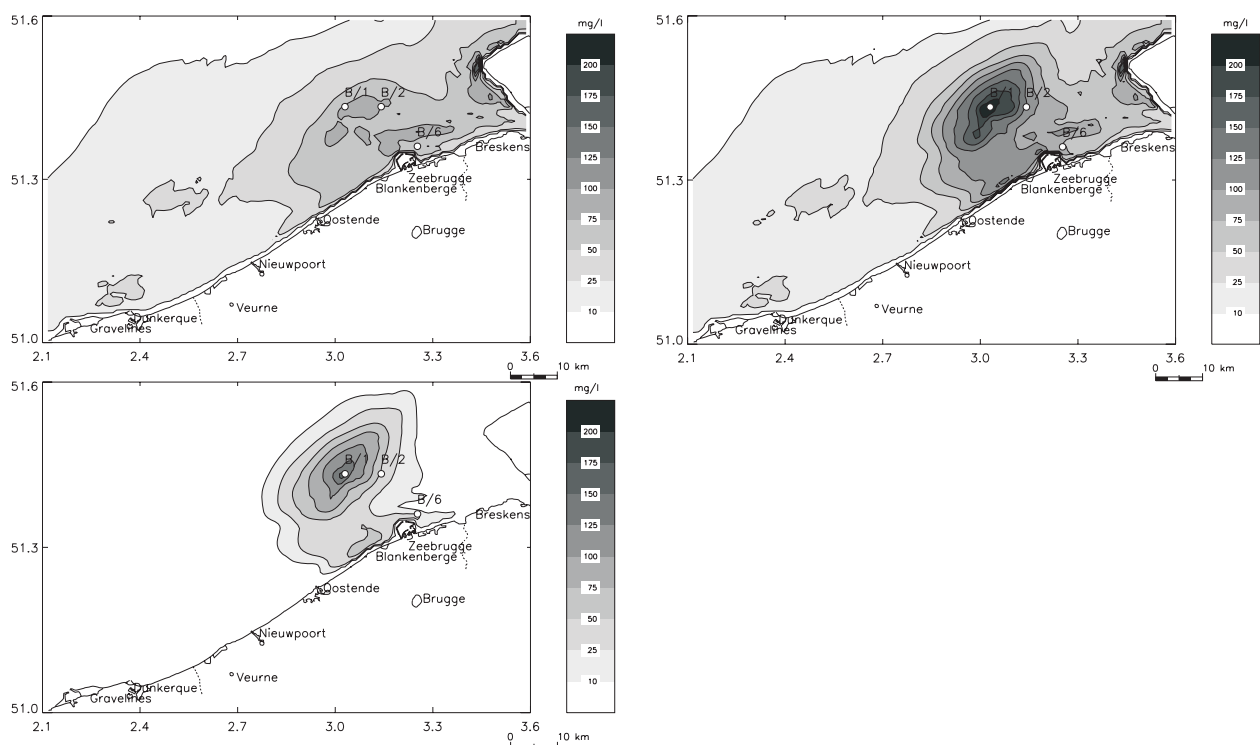 51.6
51.3
51.0
2.1 2.4 2.7 3.0 3.3 3.6
B/1 B/2
B/6
Breskens
Zeebrugge
Blankenberge
Oostende
Brugge
Nieuwpoort
Veurne
Dunkerque
Gravelines
0 10 km
mg/l
200
175
150
125
100
75
50
25
10
51.6
51.3
51.0
2.1 2.4 2.7 3.0 3.3 3.6
B/1 B/2
B/6
Breskens
Zeebrugge
Blankenberge
Oostende
Brugge
Nieuwpoort
Veurne
Dunkerque
Gravelines
0 10 km
mg/l
200
175
150
125
100
75
50
25
10
51.6
51.3
51.0
2.1 2.4 2.7 3.0 3.3 3.6
B/1 B/2
B/6
Breskens
Zeebrugge
Blankenberge
Oostende
Brugge
Nieuwpoort
Veurne
Dunkerque
Gravelines
0 10 km
mg/l
200
175
150
125
100
75
50
25
10